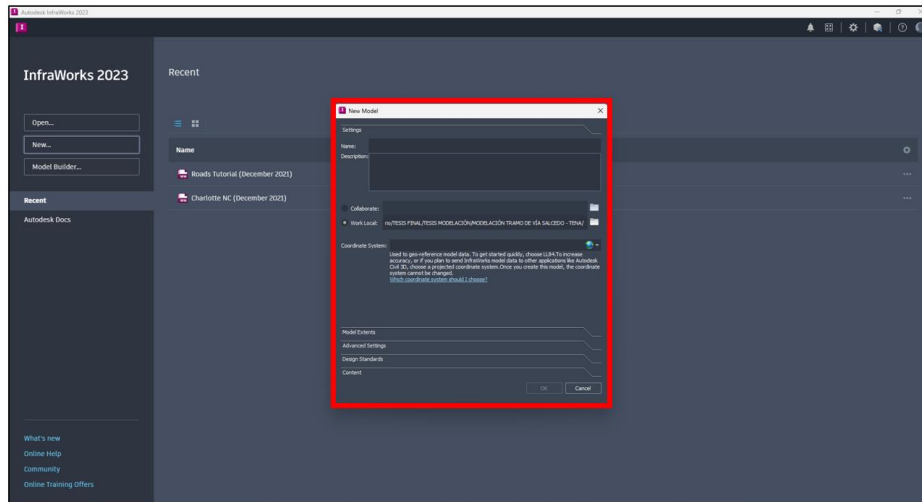 Autodesk InfraWorks 2023
InfraWorks 2023
Open...
New...
Model Builder...
Recent
Autodesk Docs
What's new
Online Help
Community
Online Training Offers
Recent
Name
Roads Tutorial (December 2021)
Charlotte NC (December 2021)
New Model
Settings
Name:
Description:
Collaborate:
Work Local: no/TESIS FINAL/TESIS MODELACIÓN/MODELACIÓN TRAMO DE VÍA SALCEDO - TENA/
Coordinate System:
Used to geo-reference model data. To get started quickly, choose LL84.To increase
accuracy, or if you plan to send InfraWorks model data to other applications like Autodesk
Civil 3D, choose a projected coordinate system.Once you create this model, the coordinate
system cannot be changed.
Which coordinate system should I choose?
Model Extents
Advanced Settings
Design Standards
Content
OK Cancel